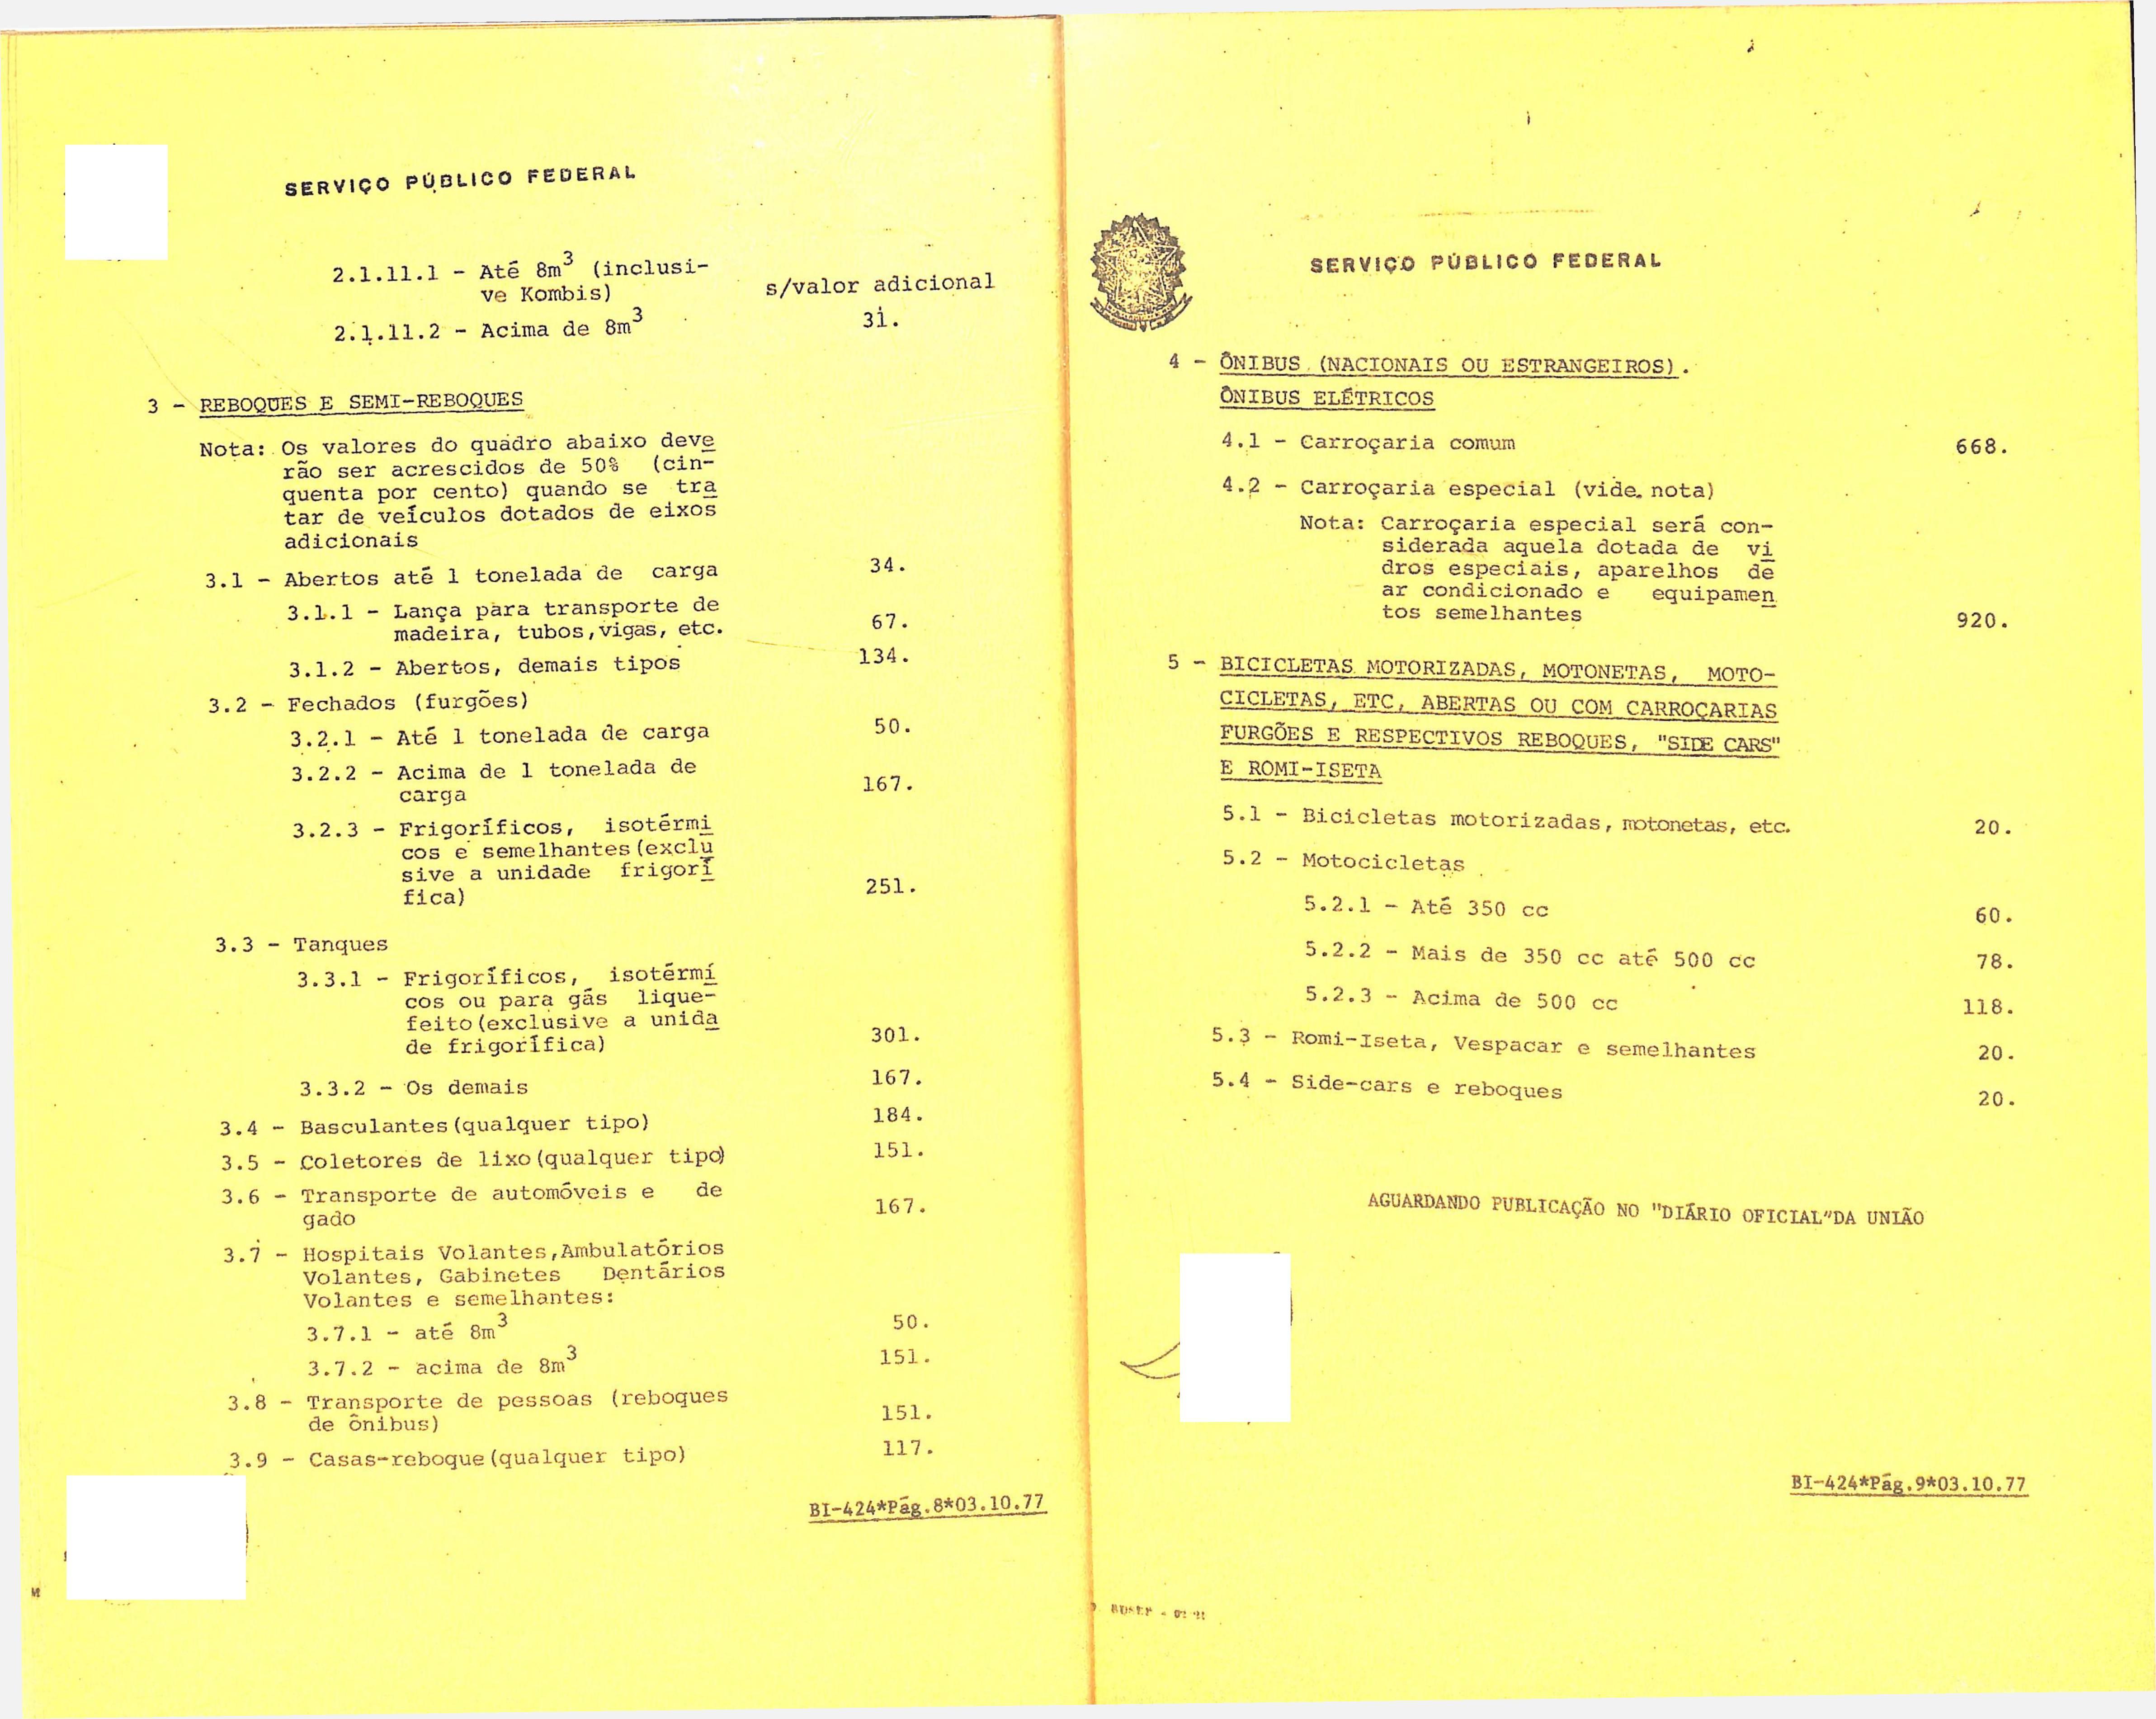 SERVIÇO PÚBLICO FEDERAL
2.1.11.1 - Até 8m³ (inclusi-
ve Kombis) s/valor adicional
2.1.11.2 - Acima de 8m³ 31.
3 - REBOQUES E SEMI-REBOQUES
Nota: Os valores do quadro abaixo deve
rão ser acrescidos de 50% (cin-
quenta por cento) quando se tra
tar de veículos dotados de eixos
adicionais
3.1 - Abertos até 1 tonelada de carga 34.
3.1.1 - Lança para transporte de
madeira, tubos, vigas, etc. 67.
3.1.2 - Abertos, demais tipos 134.
3.2 - Fechados (furgões)
3.2.1 - Até 1 tonelada de carga 50.
3.2.2 - Acima de 1 tonelada de
carga 167.
3.2.3 - Frigoríficos, isotérmi
cos e semelhantes (exclu
sive a unidade frigorí
fica) 251.
3.3 - Tanques
3.3.1 - Frigoríficos, isotérmí
cos ou para gás lique-
feito (exclusive a unida
de frigorífica) 301.
3.3.2 - Os demais 167.
3.4 - Basculantes (qualquer tipo) 184.
3.5 - Coletores de lixo (qualquer tipo) 151.
3.6 - Transporte de automóveis e de
gado 167.
3.7 - Hospitais Volantes, Ambulatórios
Volantes, Gabinetes Dentários
Volantes e semelhantes:
3.7.1 - até 8m³ 50.
3.7.2 - acima de 8m³ 151.
3.8 - Transporte de pessoas (reboques
de ônibus) 151.
3.9 - Casas-reboque (qualquer tipo) 117.
BI-424*Pág.8*03.10.77
SERVIÇO PÚBLICO FEDERAL
4 - ÔNIBUS (NACIONAIS OU ESTRANGEIROS).
ÔNIBUS ELÉTRICOS
4.1 - Carroçaria comum 668.
4.2 - Carroçaria especial (vide nota)
Nota: Carroçaria especial será con-
siderada aquela dotada de vi
dros especiais, aparelhos de
ar condicionado e equipamen
tos semelhantes 920.
5 - BICICLETAS MOTORIZADAS, MOTONETAS, MOTO-
CICLETAS, ETC, ABERTAS OU COM CARROÇARIAS
FURGÕES E RESPECTIVOS REBOQUES, "SIDE CARS"
E ROMI-ISETA
5.1 - Bicicletas motorizadas, motonetas, etc. 20.
5.2 - Motocicletas
5.2.1 - Até 350 cc 60.
5.2.2 - Mais de 350 cc até 500 cc 78.
5.2.3 - Acima de 500 cc 118.
5.3 - Romi-Iseta, Vespacar e semelhantes 20.
5.4 - Side-cars e reboques 20.
AGUARDANDO PUBLICAÇÃO NO "DIÁRIO OFICIAL"DA UNIÃO
BI-424*Pág.9*03.10.77